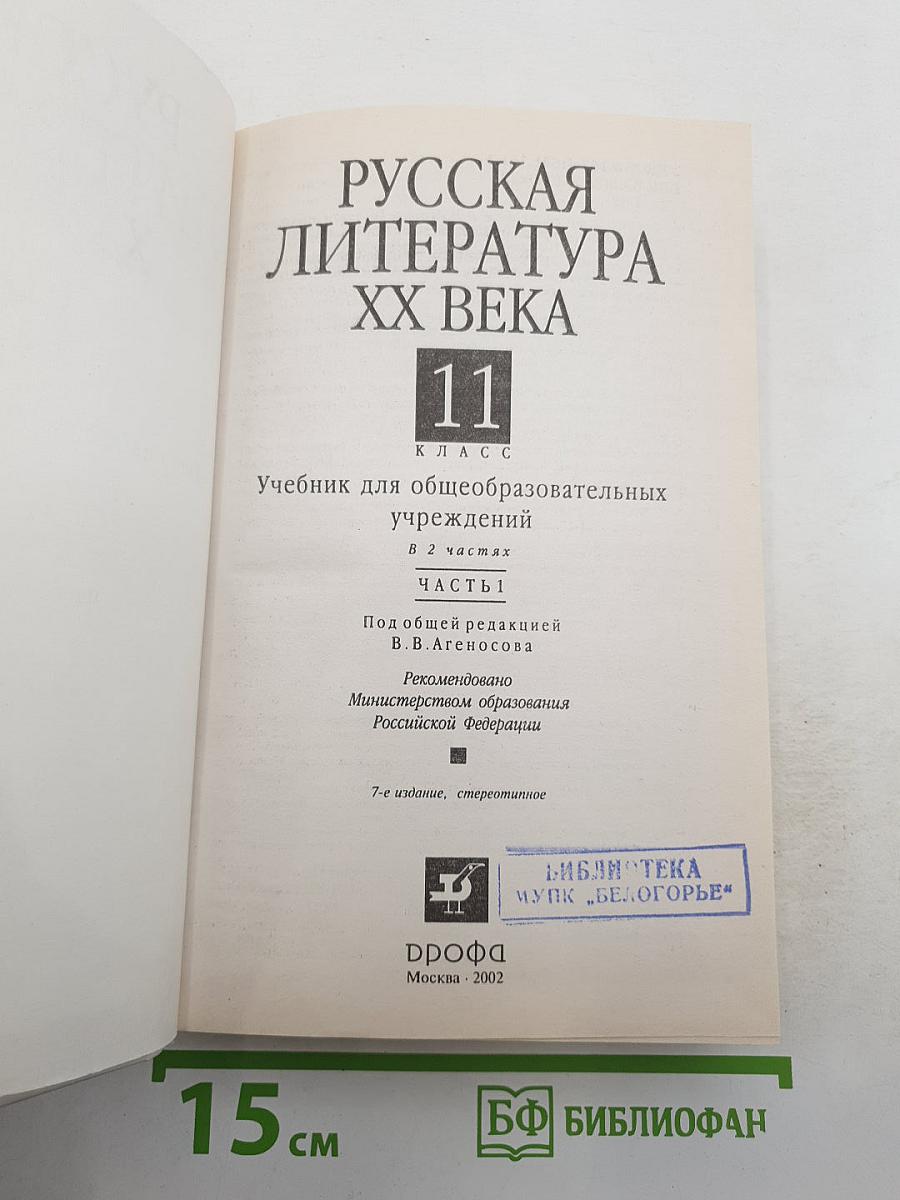 РУССКАЯ
ЛИТЕРАТУРА
XX ВЕКА
11
КЛАСС
Учебник для общеобразовательных
учреждений
В 2 частях
ЧАСТЬ 1
Под общей редакцией
В.В.Агеносова
Рекомендовано
Министерством образования
Российской Федерации
7-е издание, стереотипное
БИБЛИОТЕКА
МУПК „БЕЛОГОРЬЕ“
дрофа
Москва · 2002
15 см
БФ БИБЛИОФАН